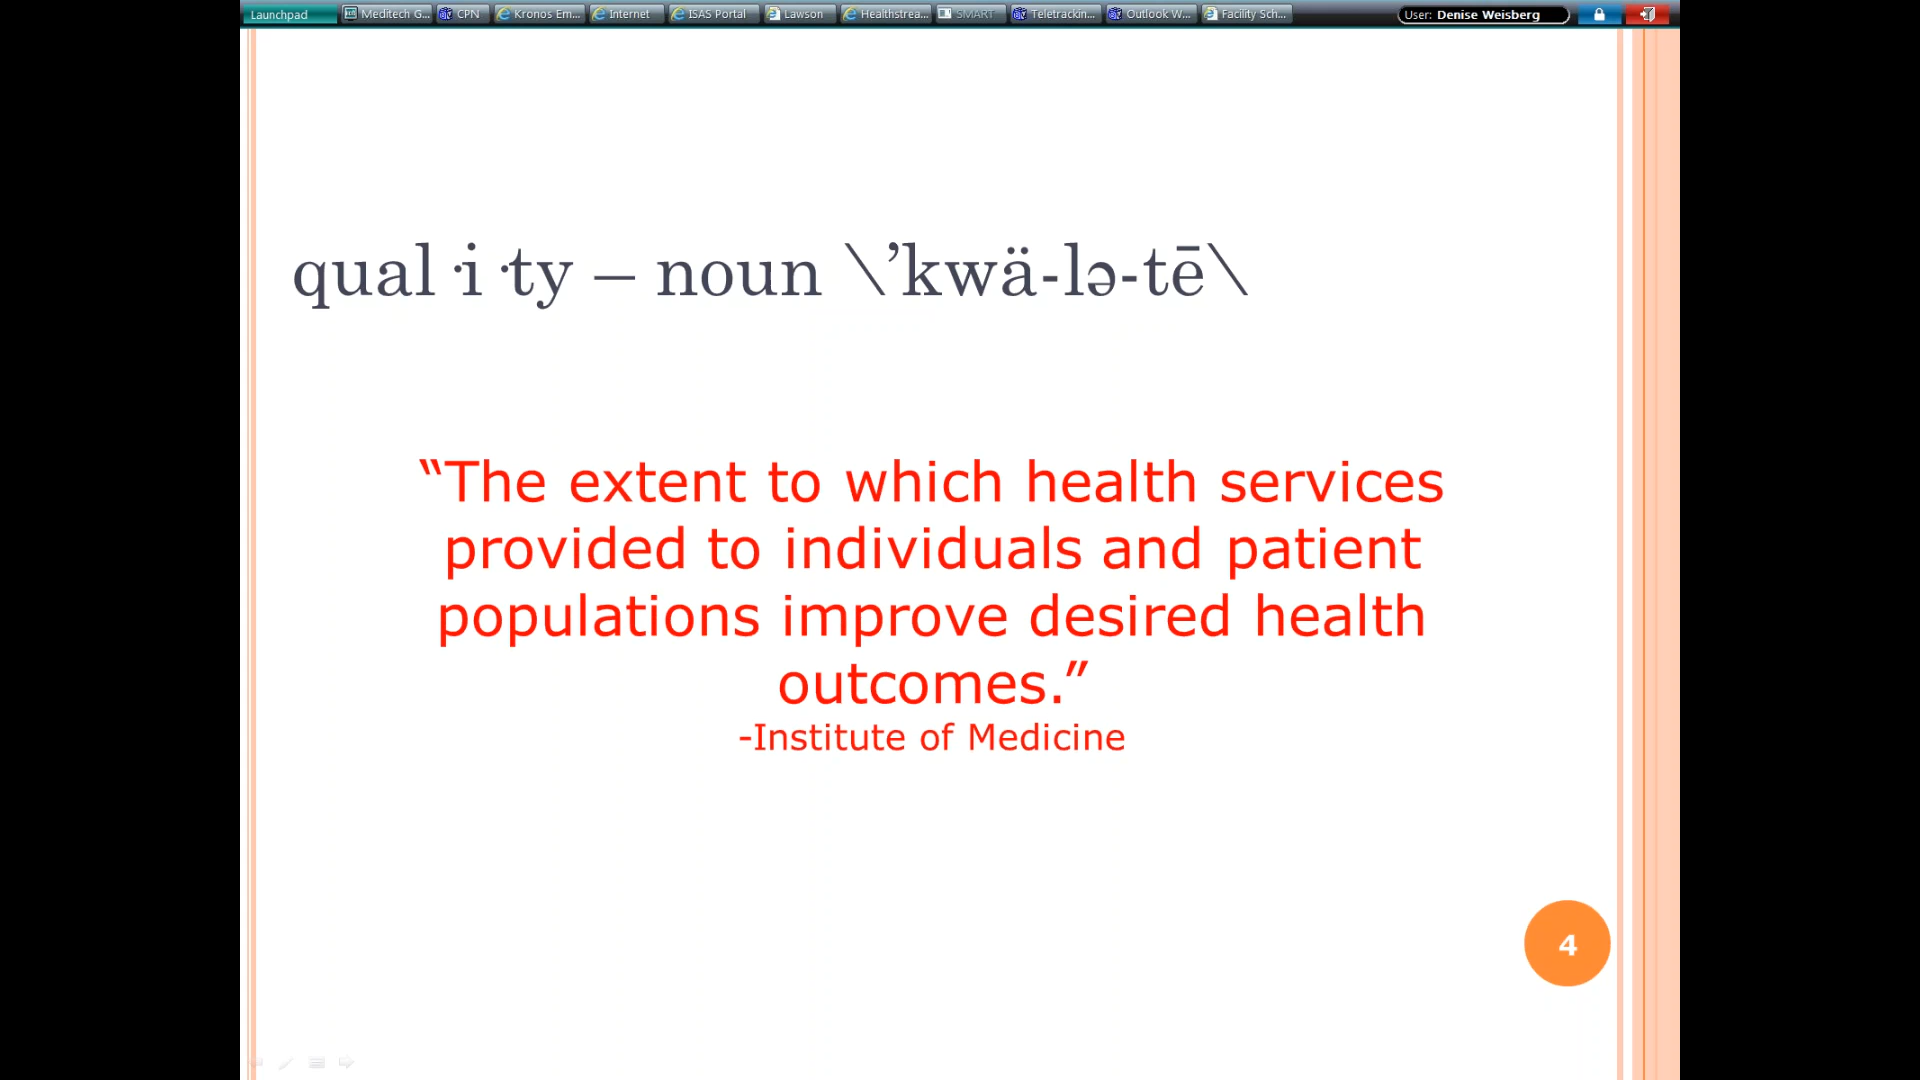 Launchpad Meditech G... CPN Kronos Em... Internet ISAS Portal Lawson Healthstrea... SMART Teletrackin... Outlook W... Facility Sch... User: Denise Weisberg
qual·i·ty – noun \’kwä-lə-tē\
“The extent to which health services
provided to individuals and patient
populations improve desired health
outcomes.”
-Institute of Medicine
4